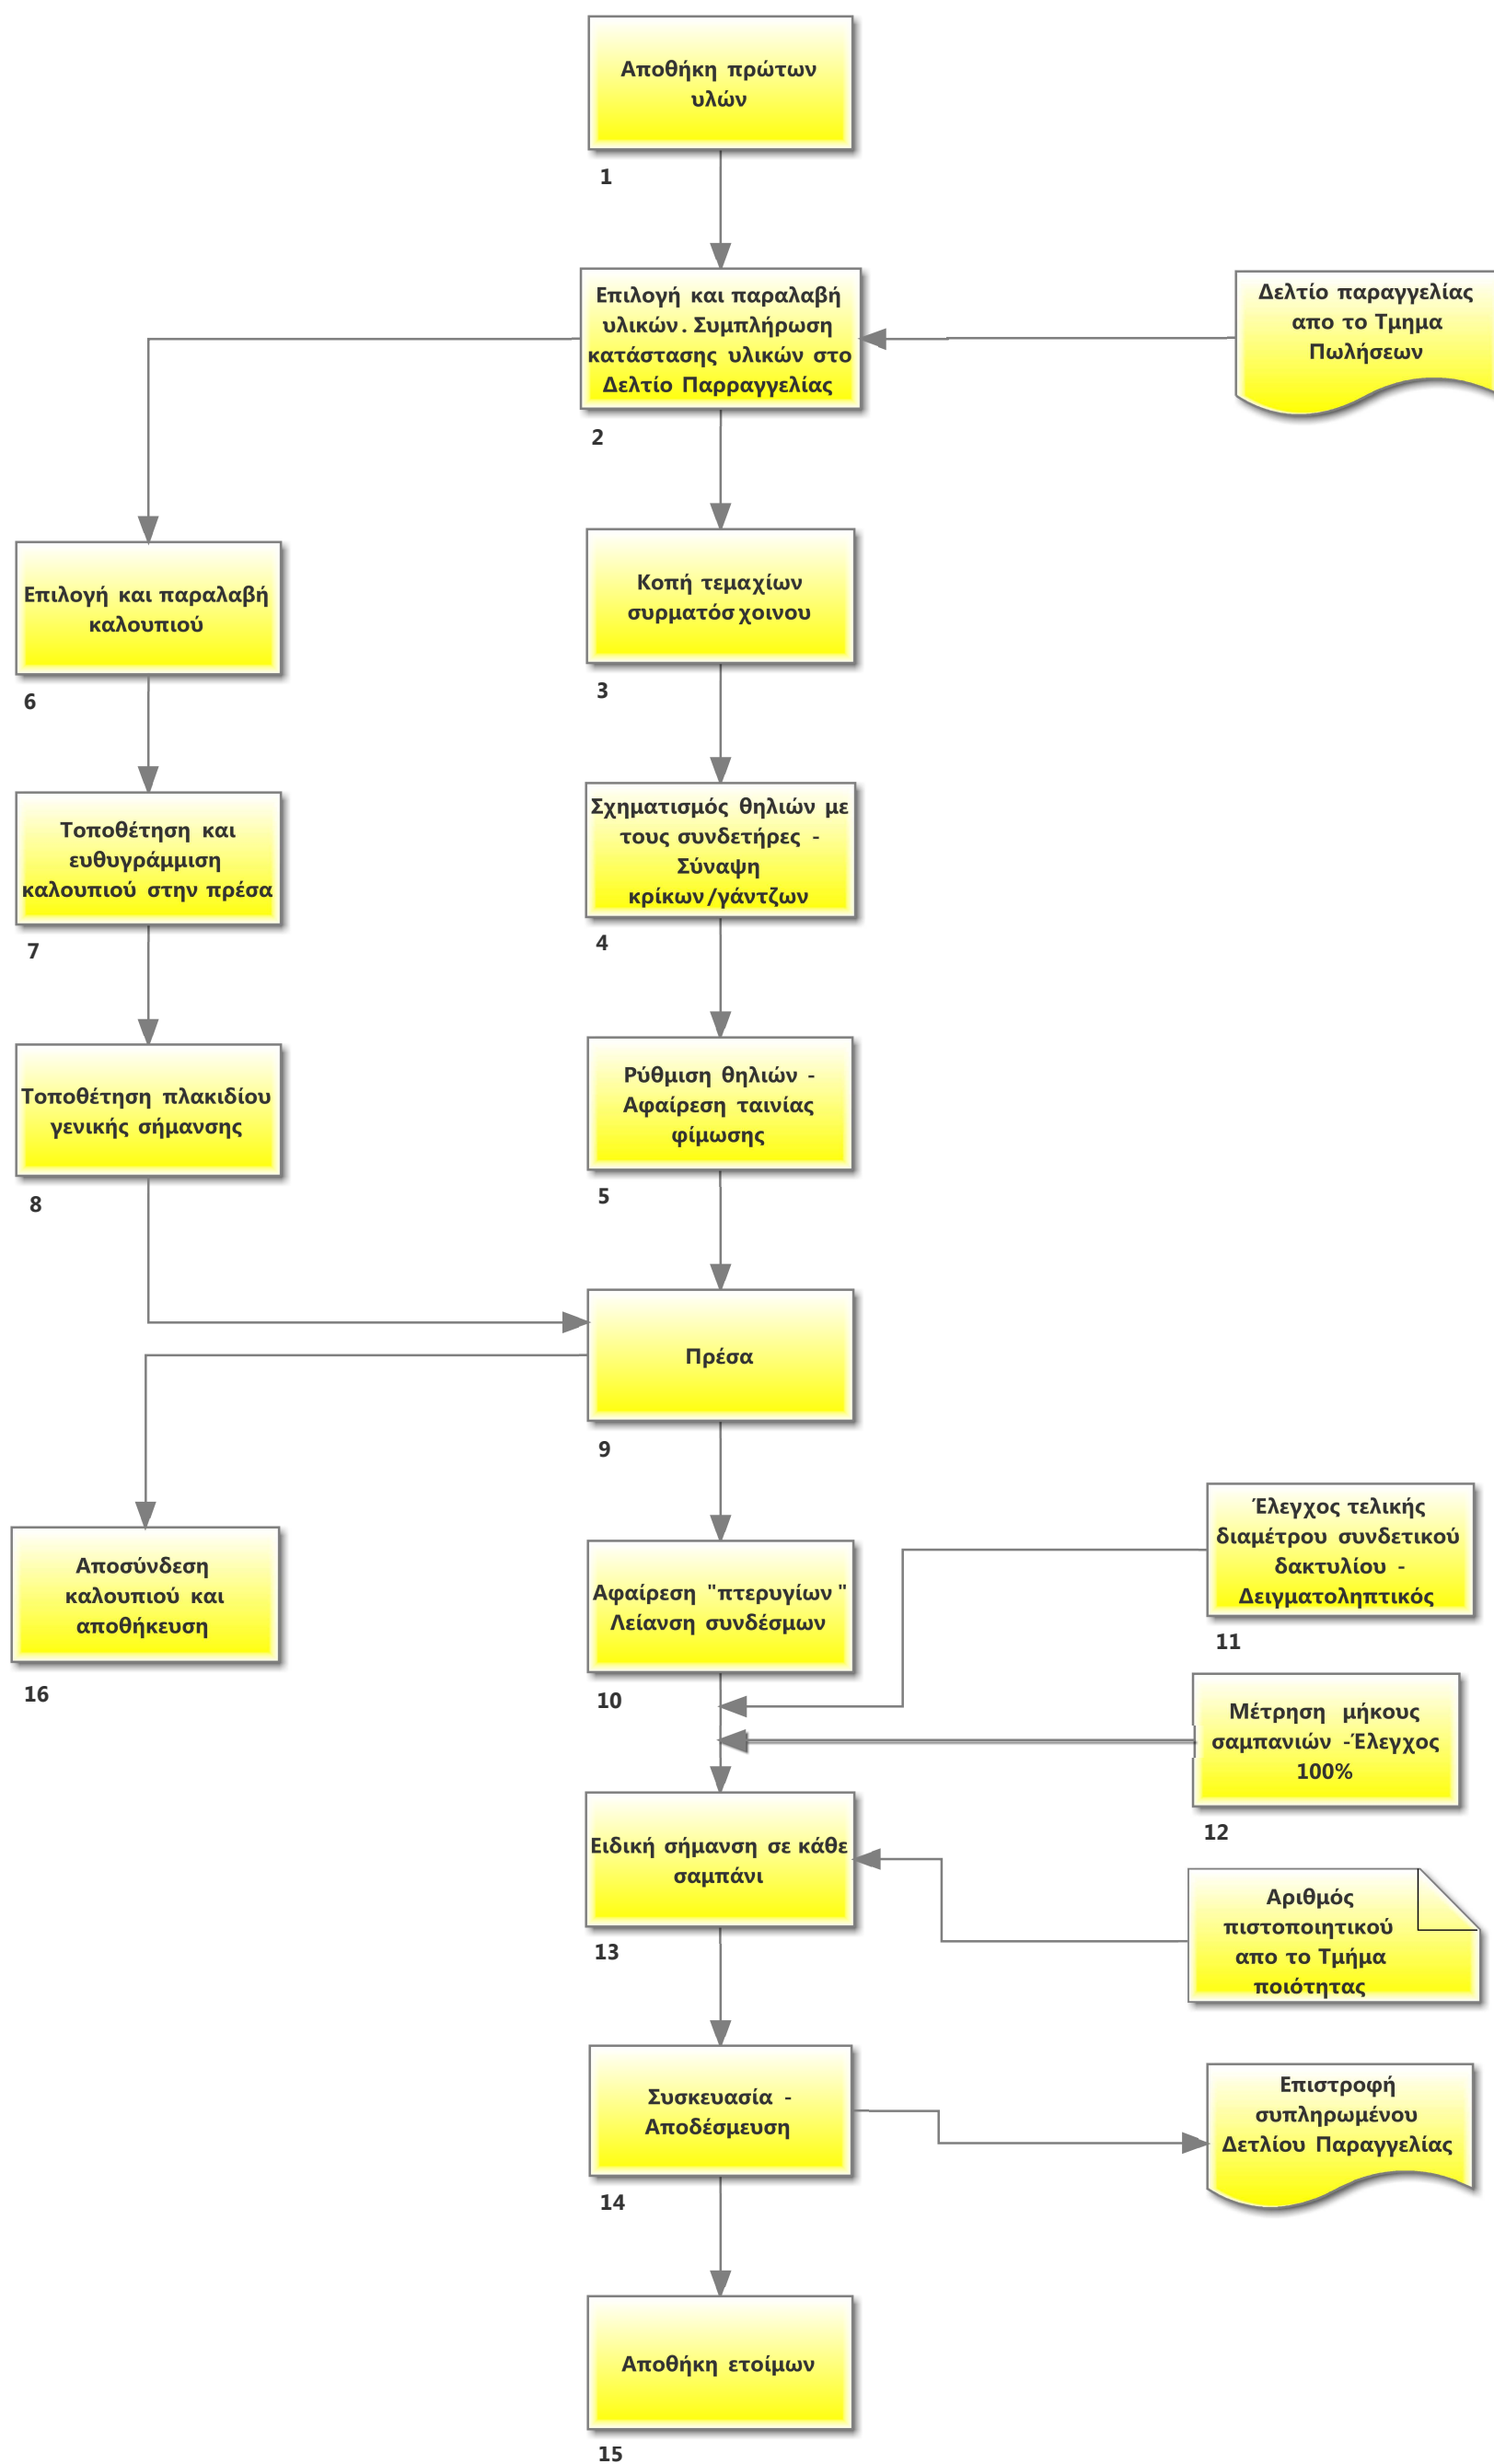 Αποθήκη πρώτων
υλών
1
Επιλογή και παραλαβή
υλικών. Συμπλήρωση
κατάστασης υλικών στο
Δελτίο Παρραγγελίας
2
Δελτίο παραγγελίας
απο το Τμημα
Πωλήσεων
Επιλογή και παραλαβή
καλουπιού
6
Κοπή τεμαχίων
συρματόσχοινου
3
Τοποθέτηση και
ευθυγράμμιση
καλουπιού στην πρέσα
7
Σχηματισμός θηλιών με
τους συνδετήρες -
Σύναψη
κρίκων/γάντζων
4
Τοποθέτηση πλακιδίου
γενικής σήμανσης
8
Ρύθμιση θηλιών -
Αφαίρεση ταινίας
φίμωσης
5
Πρέσα
9
Αποσύνδεση
καλουπιού και
αποθήκευση
16
Αφαίρεση "πτερυγίων"
Λείανση συνδέσμων
10
Έλεγχος τελικής
διαμέτρου συνδετικού
δακτυλίου -
Δειγματοληπτικός
11
Μέτρηση μήκους
σαμπανιών -Έλεγχος
100%
12
Ειδική σήμανση σε κάθε
σαμπάνι
13
Αριθμός
πιστοποιητικού
απο το Τμήμα
ποιότητας
Συσκευασία -
Αποδέσμευση
14
Επιστροφή
συπληρωμένου
Δετλίου Παραγγελίας
Αποθήκη ετοίμων
15